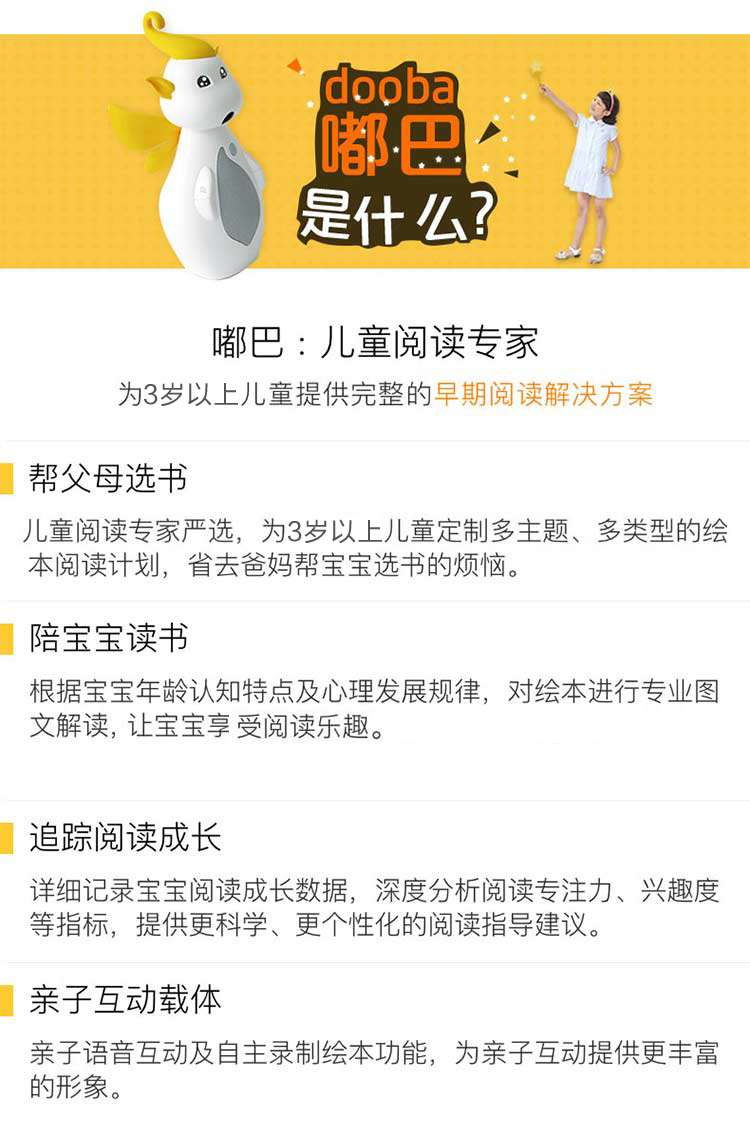 dooba
嘟巴
是什么?
嘟巴：儿童阅读专家
为3岁以上儿童提供完整的早期阅读解决方案
帮父母选书
儿童阅读专家严选，为3岁以上儿童定制多主题、多类型的绘
本阅读计划，省去爸妈帮宝宝选书的烦恼。
陪宝宝读书
根据宝宝年龄认知特点及心理发展规律，对绘本进行专业图
文解读，让宝宝享受阅读乐趣。
追踪阅读成长
详细记录宝宝阅读成长数据，深度分析阅读专注力、兴趣度
等指标，提供更科学、更个性化的阅读指导建议。
亲子互动载体
亲子语音互动及自主录制绘本功能，为亲子互动提供更丰富
的形象。